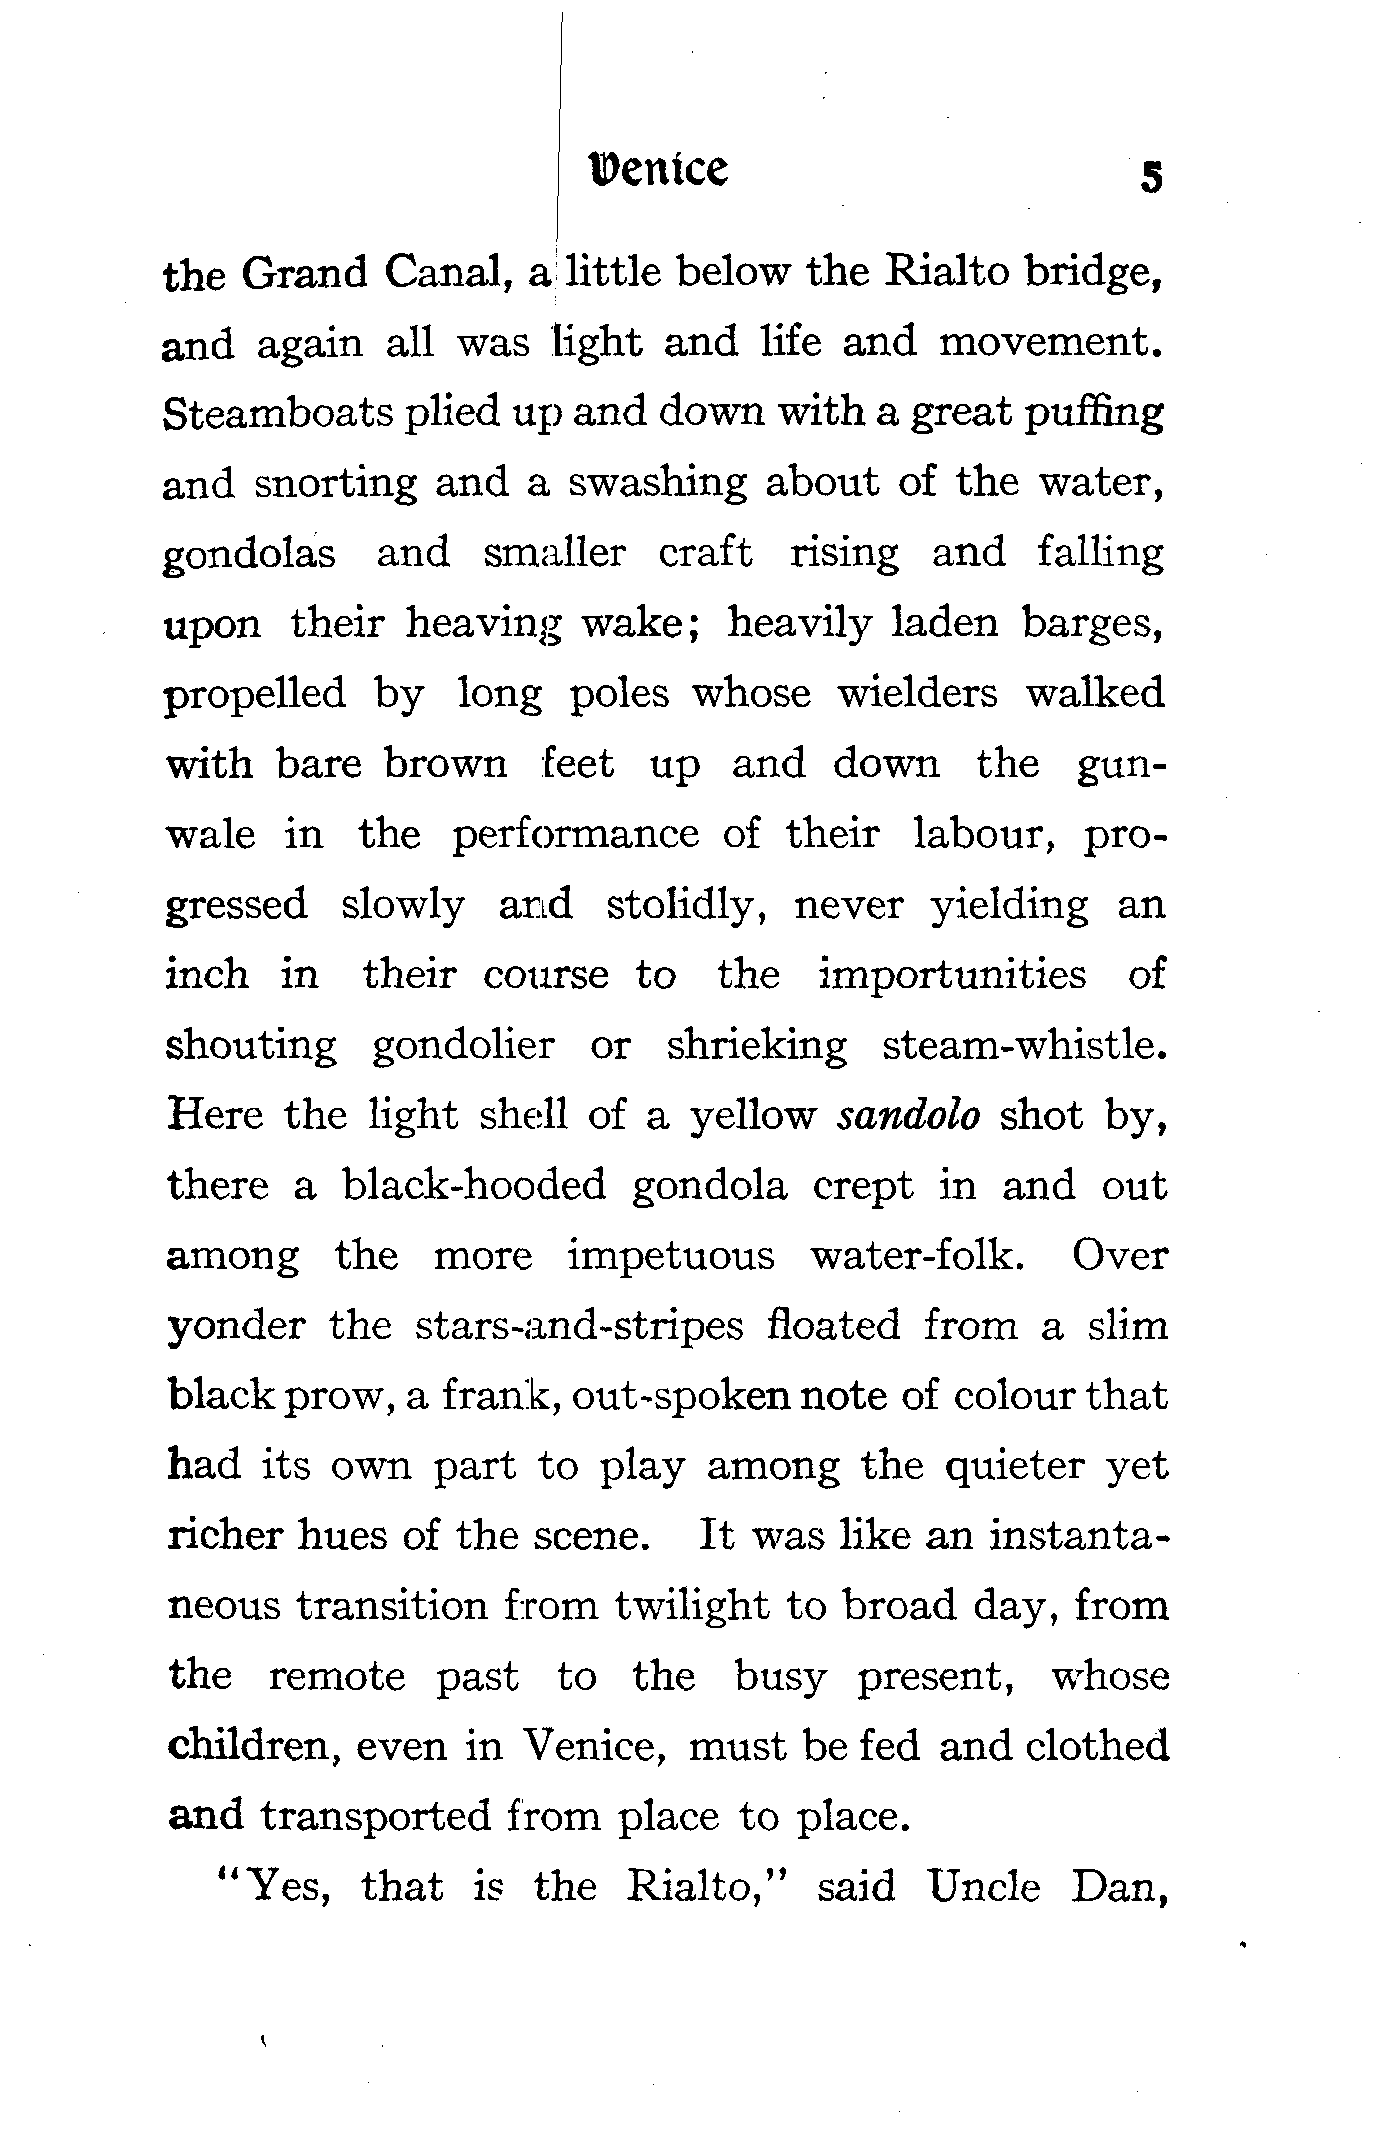 Venice 5
the Grand Canal, a little below the Rialto bridge,
and again all was light and life and movement.
Steamboats plied up and down with a great puffing
and snorting and a swashing about of the water,
gondolas and smaller craft rising and falling
upon their heaving wake; heavily laden barges,
propelled by long poles whose wielders walked
with bare brown feet up and down the gun-
wale in the performance of their labour, pro-
gressed slowly and stolidly, never yielding an
inch in their course to the importunities of
shouting gondolier or shrieking steam-whistle.
Here the light shell of a yellow sandolo shot by,
there a black-hooded gondola crept in and out
among the more impetuous water-folk. Over
yonder the stars-and-stripes floated from a slim
black prow, a frank, out-spoken note of colour that
had its own part to play among the quieter yet
richer hues of the scene. It was like an instanta-
neous transition from twilight to broad day, from
the remote past to the busy present, whose
children, even in Venice, must be fed and clothed
and transported from place to place.
"Yes, that is the Rialto," said Uncle Dan,